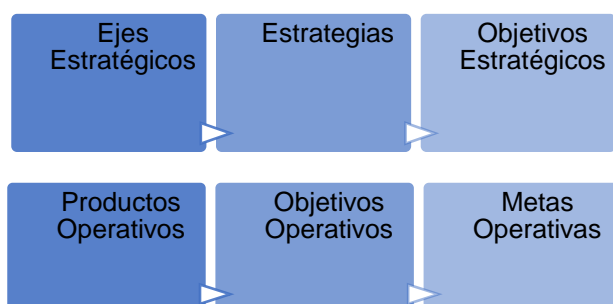 Ejes
Estratégicos
Estrategias
Objetivos
Estratégicos
Productos
Operativos
Objetivos
Operativos
Metas
Operativas